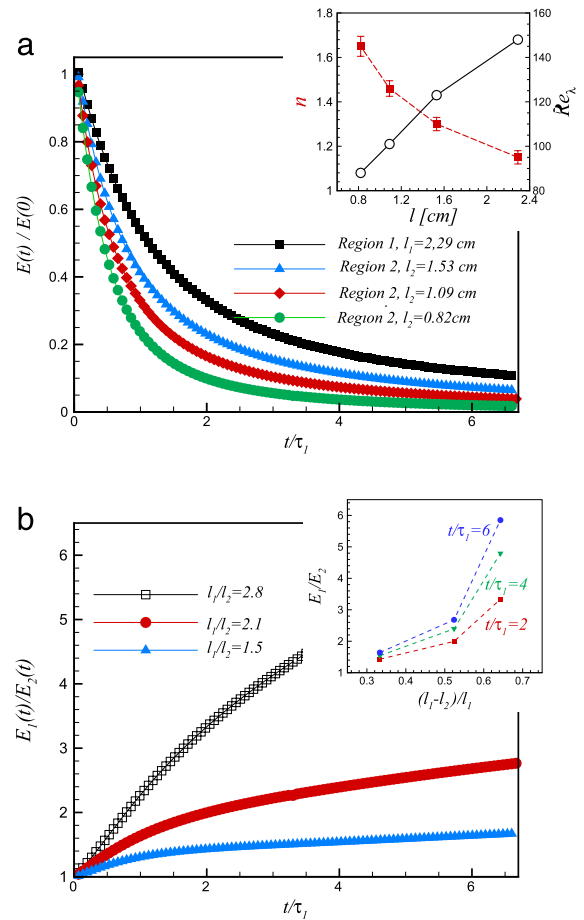 a
E(t) / E(0)
1
0.8
0.6
0.4
0.2
0
0
2
4
6
t/τ₁
n
1.8
1.6
1.4
1.2
1
160
140
120
100
80
Re_λ
0.6
1.2
1.8
2.4
l [cm]
Region 1, l₁=2,29 cm
Region 2, l₂=1.53 cm
Region 2, l₂=1.09 cm
Region 2, l₂=0.82cm
b
E₁(t)/E₂(t)
6
5
4
3
2
1
0
2
4
6
t/τ₁
l₁/l₂=2.8
l₁/l₂=2.1
l₁/l₂=1.5
E₁/E₂
6
5
4
3
2
1
0.3
0.4
0.5
0.6
0.7
(l₁-l₂)/l₁
t/τ₁=6
t/τ₁=4
t/τ₁=2